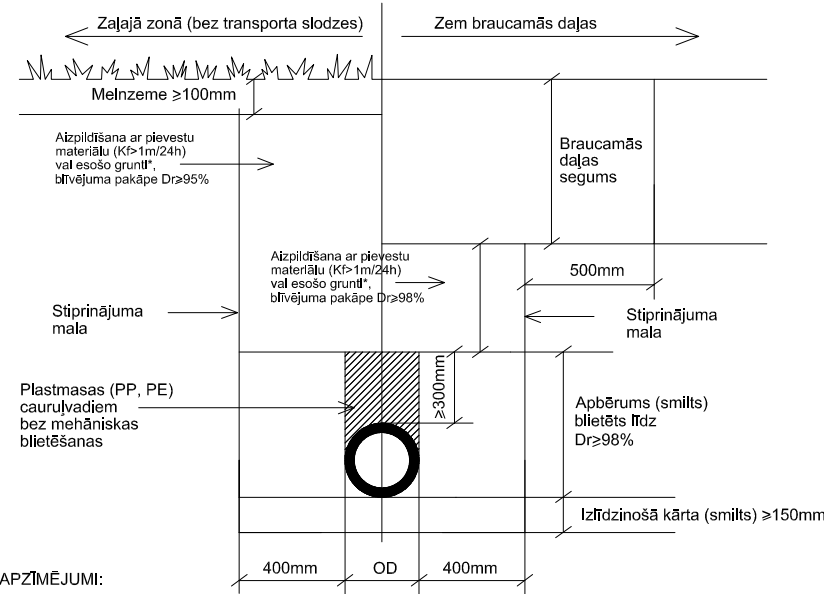 Zaļajā zonā (bez transporta slodzes)
Zem braucamās daļas
Melnzeme ≥100mm
Aizpildīšana ar pievestu
materiālu (Kf>1m/24h)
vai esošo grunti*,
blīvējuma pakāpe Dr≥95%
Braucamās
daļas
segums
Aizpildīšana ar pievestu
materiālu (Kf>1m/24h)
vai esošo grunti*,
blīvējuma pakāpe Dr≥98%
500mm
Stiprinājuma
mala
Stiprinājuma
mala
Plastmasas (PP, PE)
cauruļvadiem
bez mehāniskas
blietēšanas
≥300mm
Apbērums (smilts)
blietēts līdz
Dr≥98%
Izlīdzinošā kārta (smilts) ≥150mm
400mm
OD
400mm
APZĪMĒJUMI: